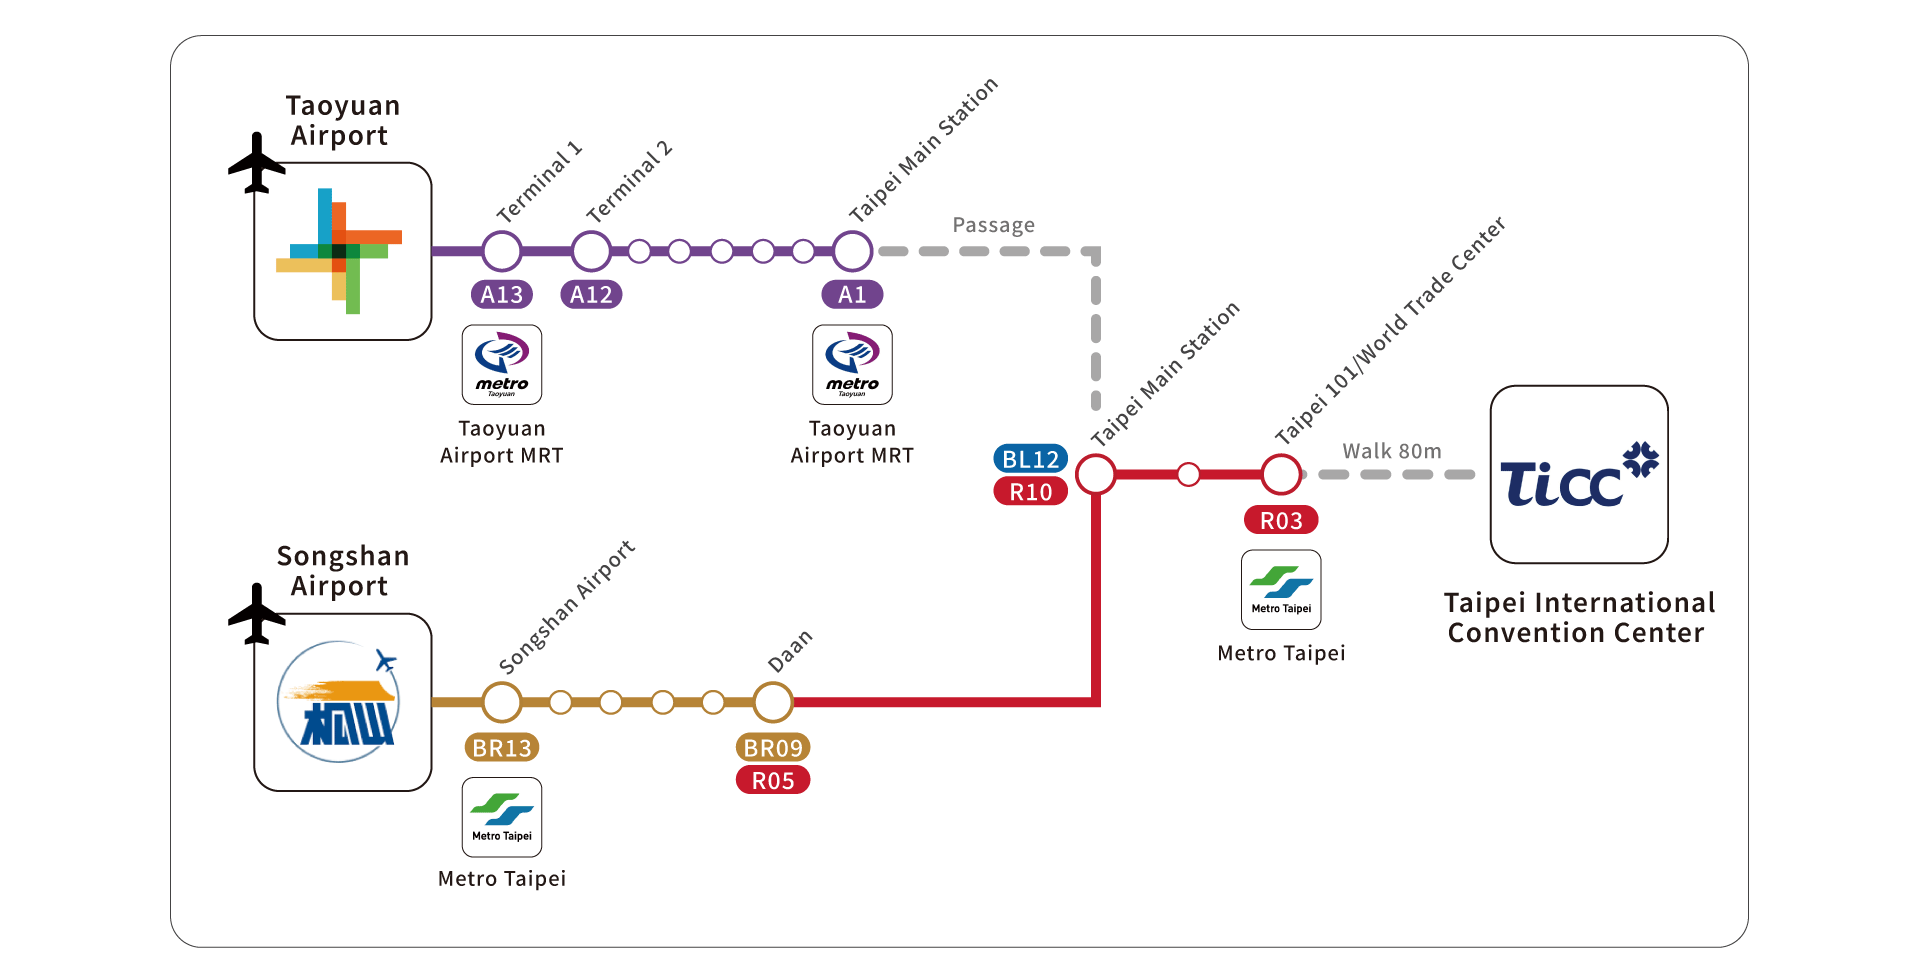 Taoyuan
Airport
Terminal 1
Terminal 2
Taipei Main Station
Passage
A13
A12
A1
metro
Taoyuan
metro
Taoyuan
Taoyuan
Airport MRT
Taoyuan
Airport MRT
Taipei Main Station
Taipei 101/World Trade Center
BL12
R10
Walk 80m
R03
Metro Taipei
Metro Taipei
Ticc
Taipei International
Convention Center
Songshan
Airport
松山
Songshan Airport
Daan
BR13
BR09
R05
Metro Taipei
Metro Taipei